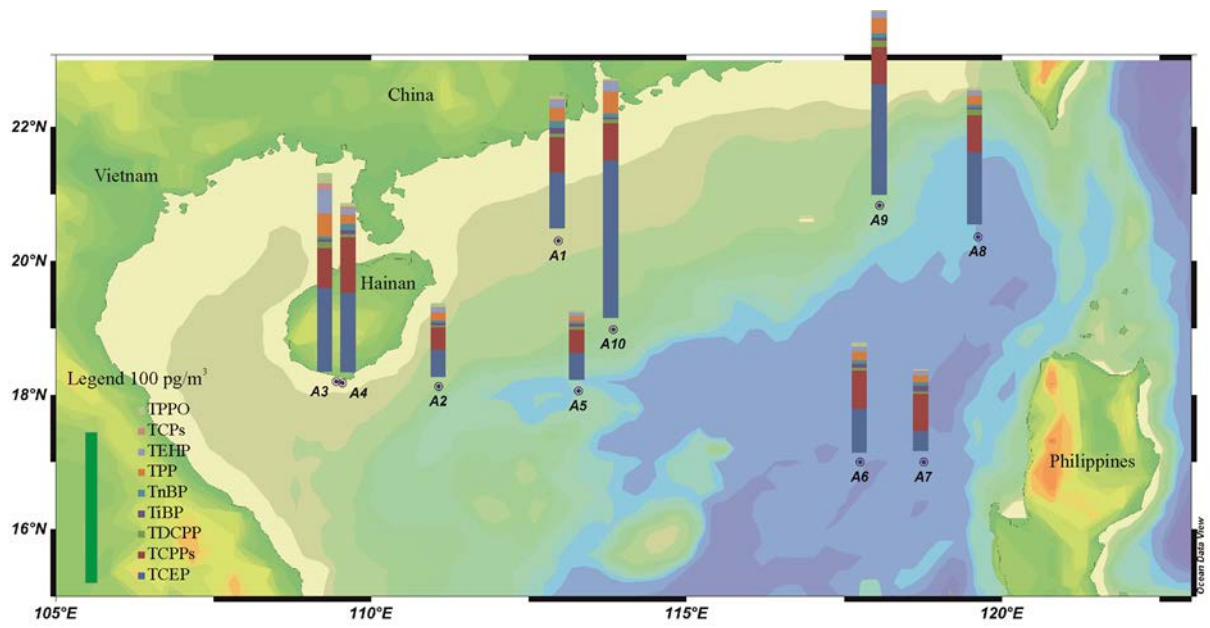 China
22°N
Vietnam
20°N
Hainan
A1
A9
A8
A10
A3
A4
A2
A5
Legend 100 pg/m³
18°N
TPPO
TCPs
TEHP
TPP
TnBP
TiBP
TDCPP
TCPPs
TCEP
A6
A7
Philippines
16°N
Ocean Data View
105°E
110°E
115°E
120°E